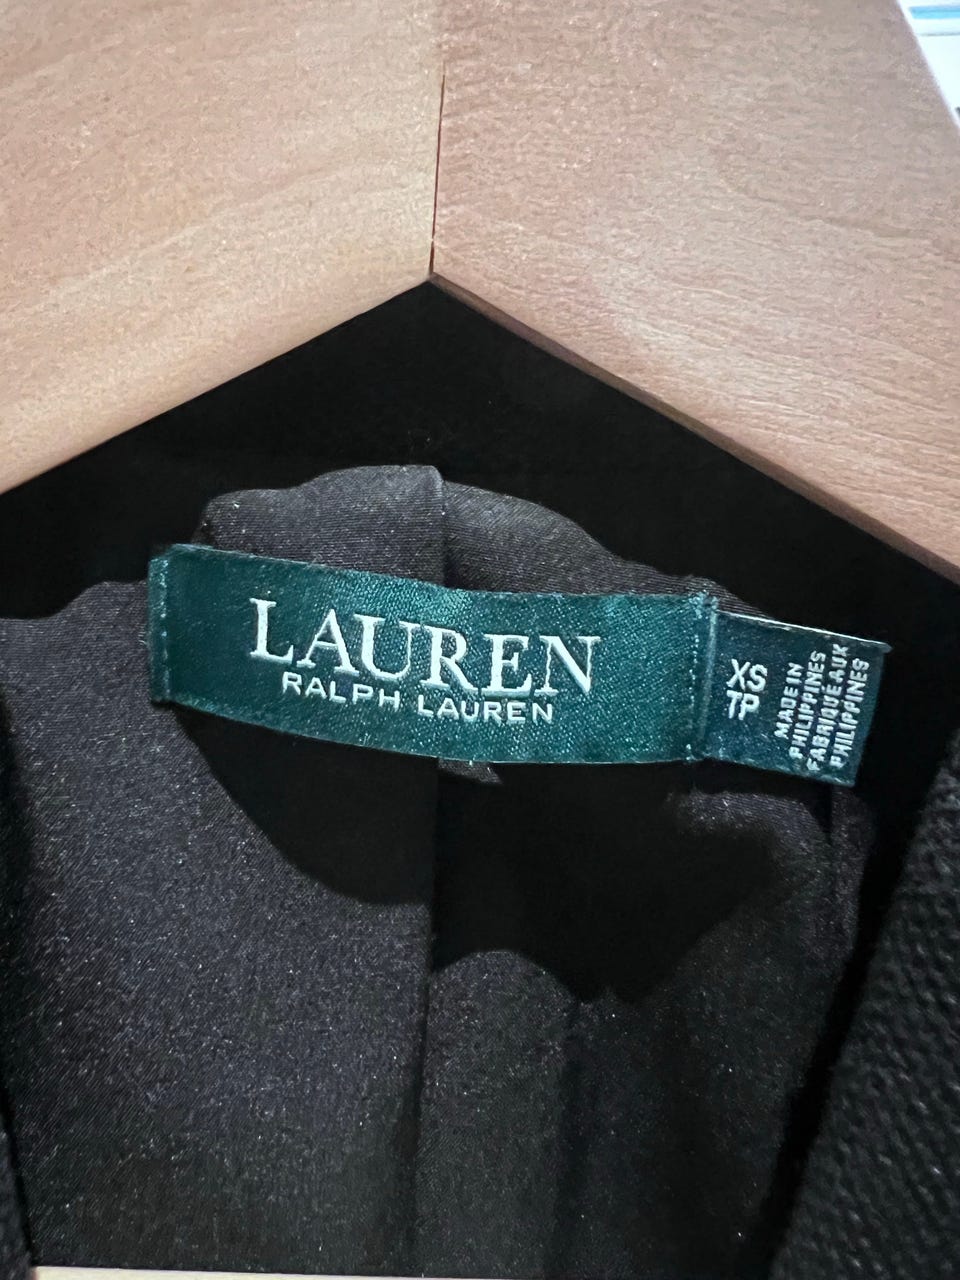 LAUREN
RALPH LAUREN
XS
TP
MADE IN
PHILIPPINES
FABRIQUÉ AUX
PHILIPPINES